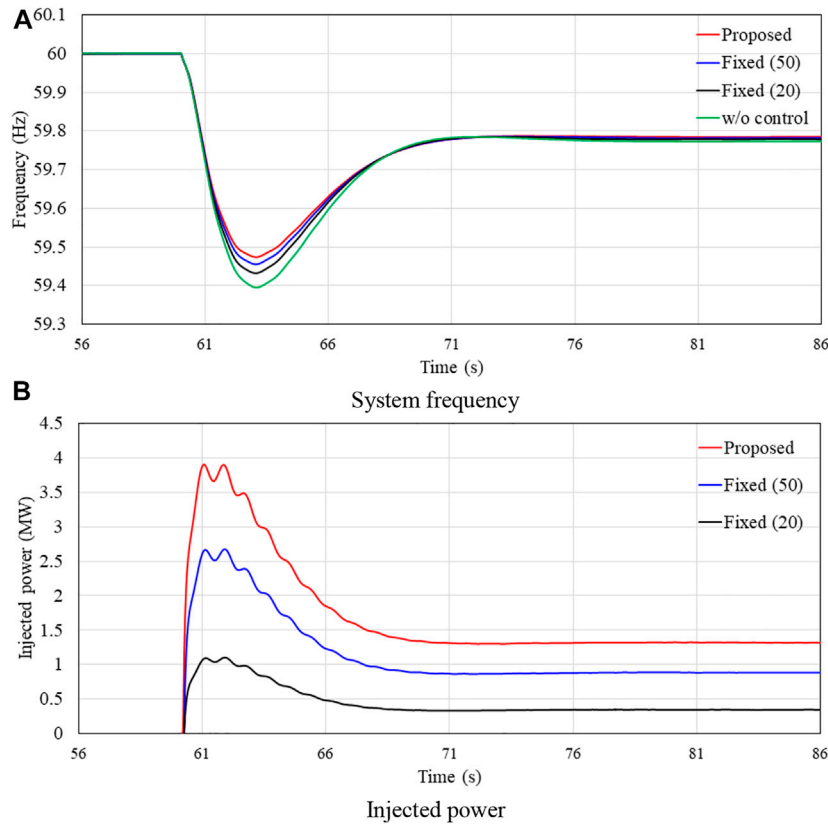 A
60.1
60
59.9
59.8
59.7
59.6
59.5
59.4
59.3
Frequency (Hz)
Proposed
Fixed (50)
Fixed (20)
w/o control
56 61 66 71 76 81 86
Time (s)
System frequency
B
4.5
4
3.5
3
2.5
2
1.5
1
0.5
0
Injected power (MW)
Proposed
Fixed (50)
Fixed (20)
56 61 66 71 76 81 86
Time (s)
Injected power